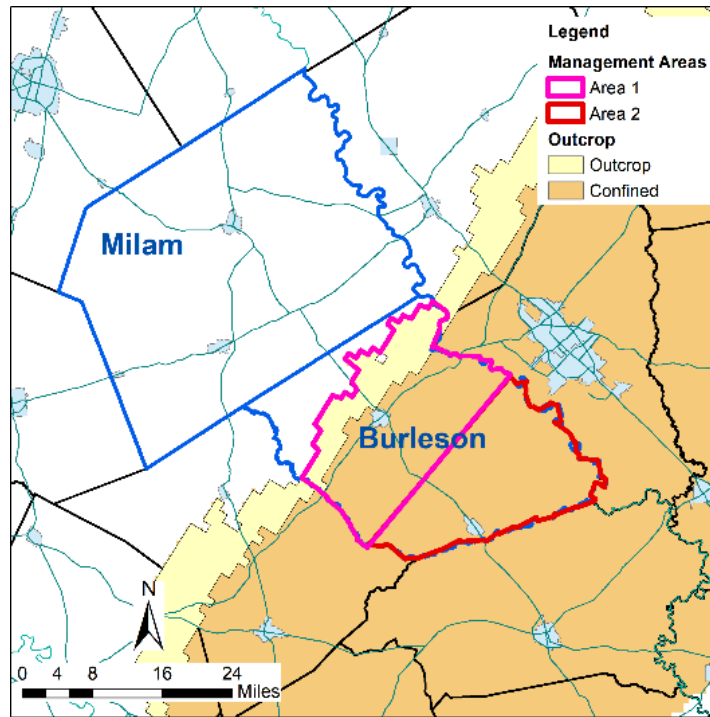 Legend
Management Areas
Area 1
Area 2
Outcrop
Outcrop
Confined
Milam
Burleson
N
0 4 8 16 24
Miles